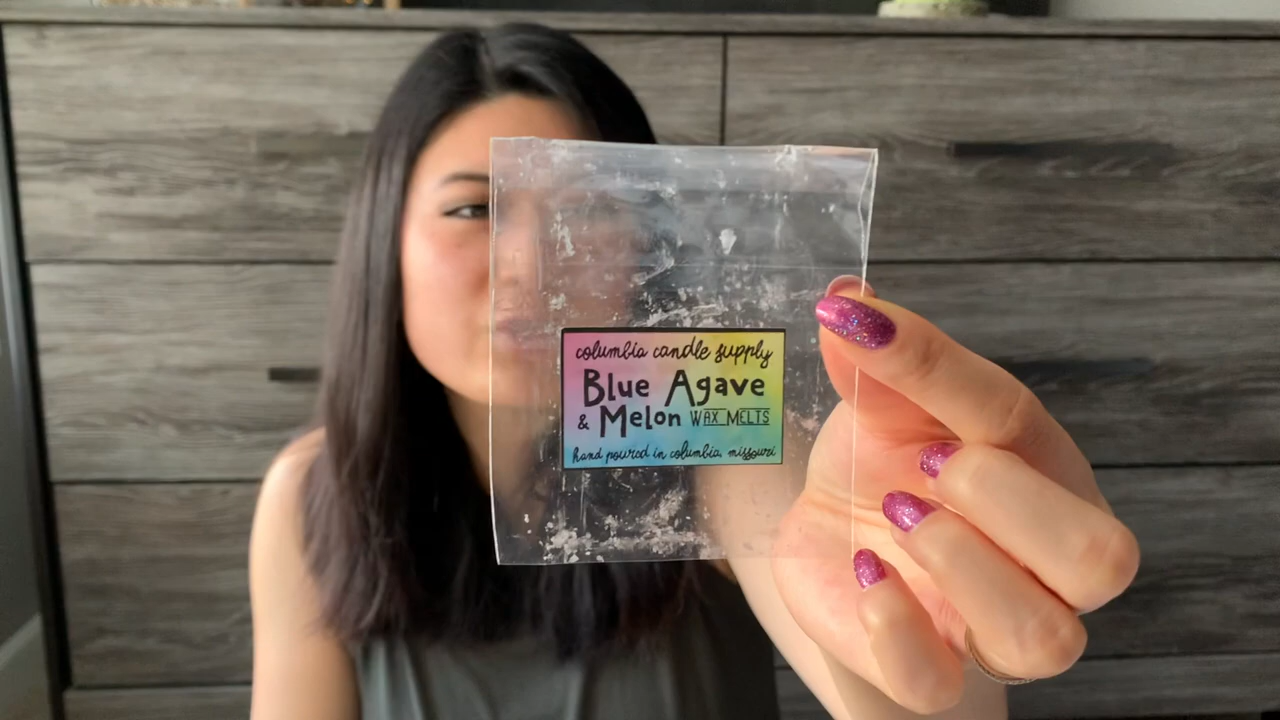 columbia candle supply
Blue Agave
& Melon WAX MELTS
hand poured in columbia, missouri